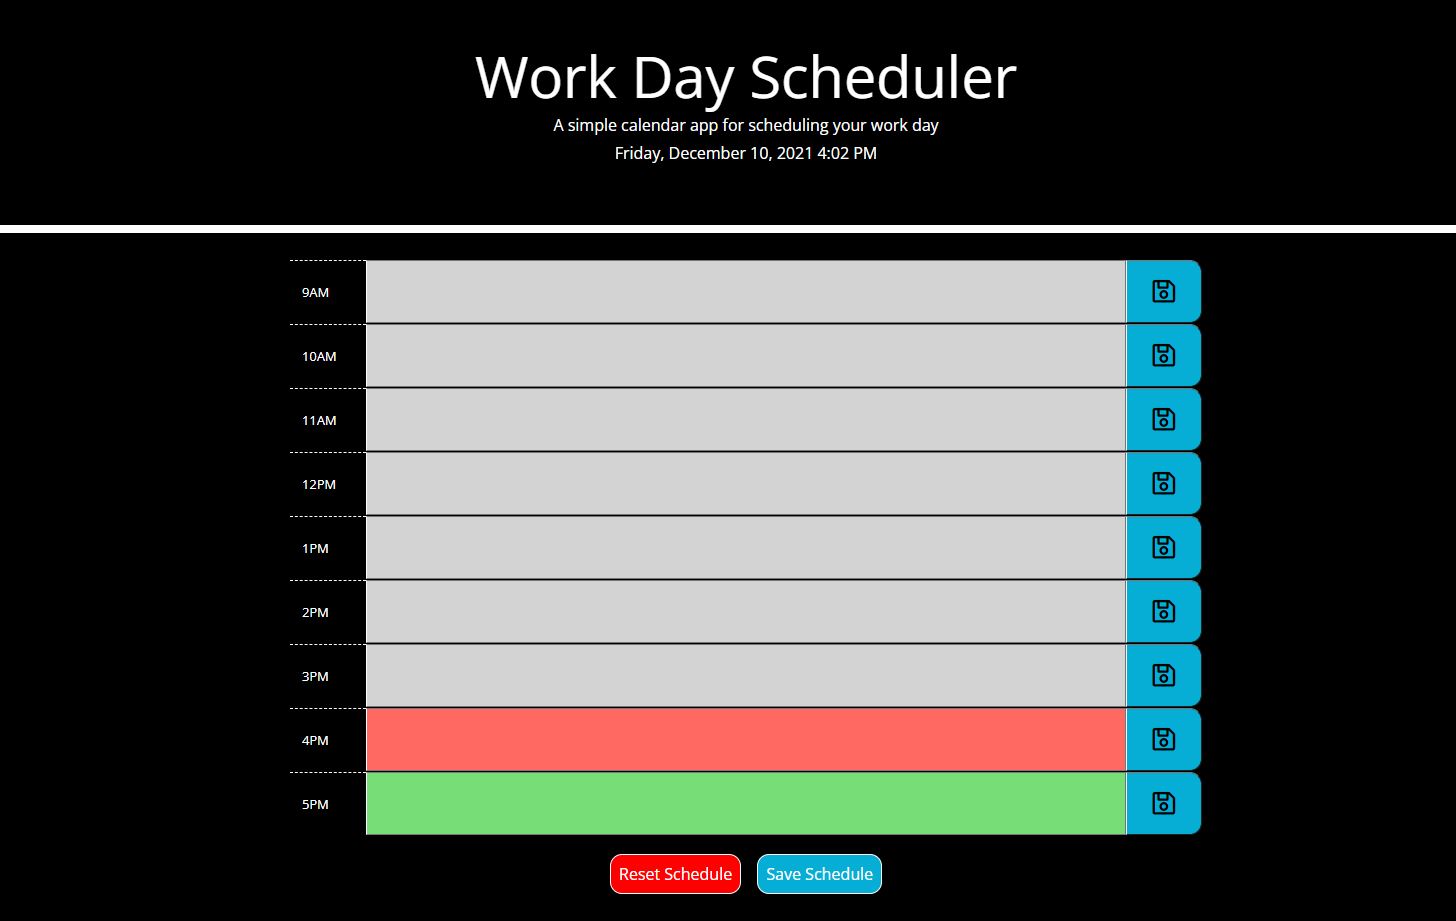 Work Day Scheduler
A simple calendar app for scheduling your work day
Friday, December 10, 2021 4:02 PM
9AM
10AM
11AM
12PM
1PM
2PM
3PM
4PM
5PM
Reset Schedule Save Schedule